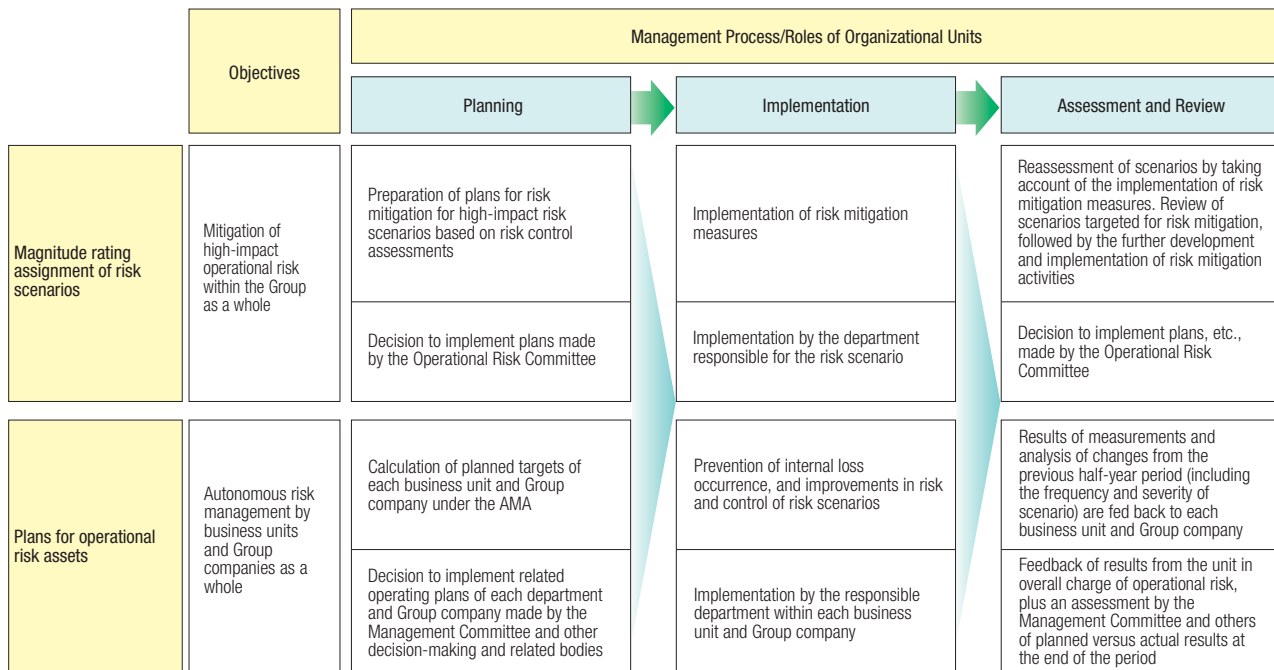 Objectives
Management Process/Roles of Organizational Units
Planning
Implementation
Assessment and Review
Magnitude rating
assignment of risk
scenarios
Mitigation of
high-impact
operational risk
within the Group
as a whole
Preparation of plans for risk
mitigation for high-impact risk
scenarios based on risk control
assessments
Implementation of risk mitigation
measures
Reassessment of scenarios by taking
account of the implementation of risk
mitigation measures. Review of
scenarios targeted for risk mitigation,
followed by the further development
and implementation of risk mitigation
activities
Decision to implement plans made
by the Operational Risk Committee
Implementation by the department
responsible for the risk scenario
Decision to implement plans, etc.,
made by the Operational Risk
Committee
Plans for operational
risk assets
Autonomous risk
management by
business units
and Group
companies as a
whole
Calculation of planned targets of
each business unit and Group
company under the AMA
Prevention of internal loss
occurrence, and improvements in risk
and control of risk scenarios
Results of measurements and
analysis of changes from the
previous half-year period (including
the frequency and severity of
scenario) are fed back to each
business unit and Group company
Decision to implement related
operating plans of each department
and Group company made by the
Management Committee and other
decision-making and related bodies
Implementation by the responsible
department within each business
unit and Group company
Feedback of results from the unit in
overall charge of operational risk,
plus an assessment by the
Management Committee and others
of planned versus actual results at
the end of the period